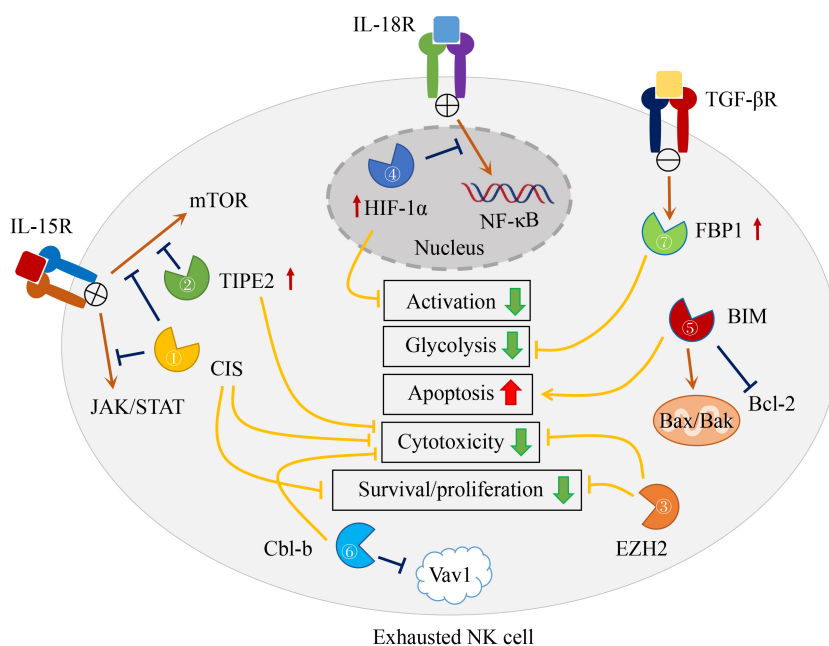 IL-18R
TGF-βR
mTOR
④
HIF-1α
NF-κB
Nucleus
IL-15R
②
TIPE2
⑦
FBP1
Activation
①
CIS
Glycolysis
⑤
BIM
JAK/STAT
Apoptosis
Bax/Bak
Bcl-2
Cytotoxicity
Survival/proliferation
③
EZH2
Cbl-b
⑥
Vav1
Exhausted NK cell